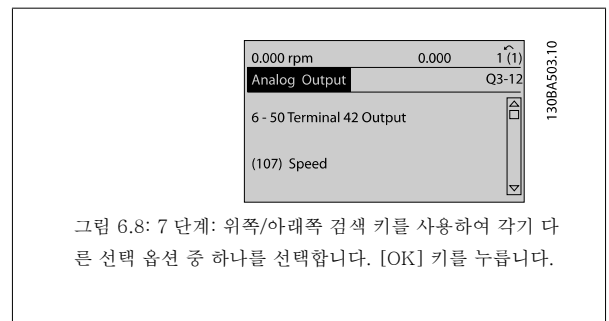 0.000 rpm 0.000 1 (1)
Analog Output Q3-12
6 - 50 Terminal 42 Output
(107) Speed
130BA503.10
그림 6.8: 7 단계: 위쪽/아래쪽 검색 키를 사용하여 각기 다
른 선택 옵션 중 하나를 선택합니다. [OK] 키를 누릅니다.